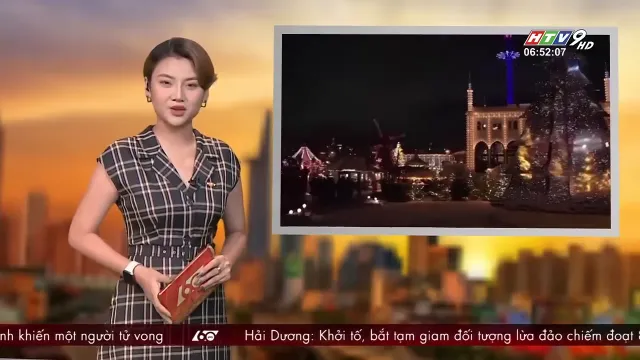 HTV9 HD
06:52:07
nh khiến một người tử vong 60 Hải Dương: Khởi tố, bắt tạm giam đối tượng lừa đảo chiếm đoạt